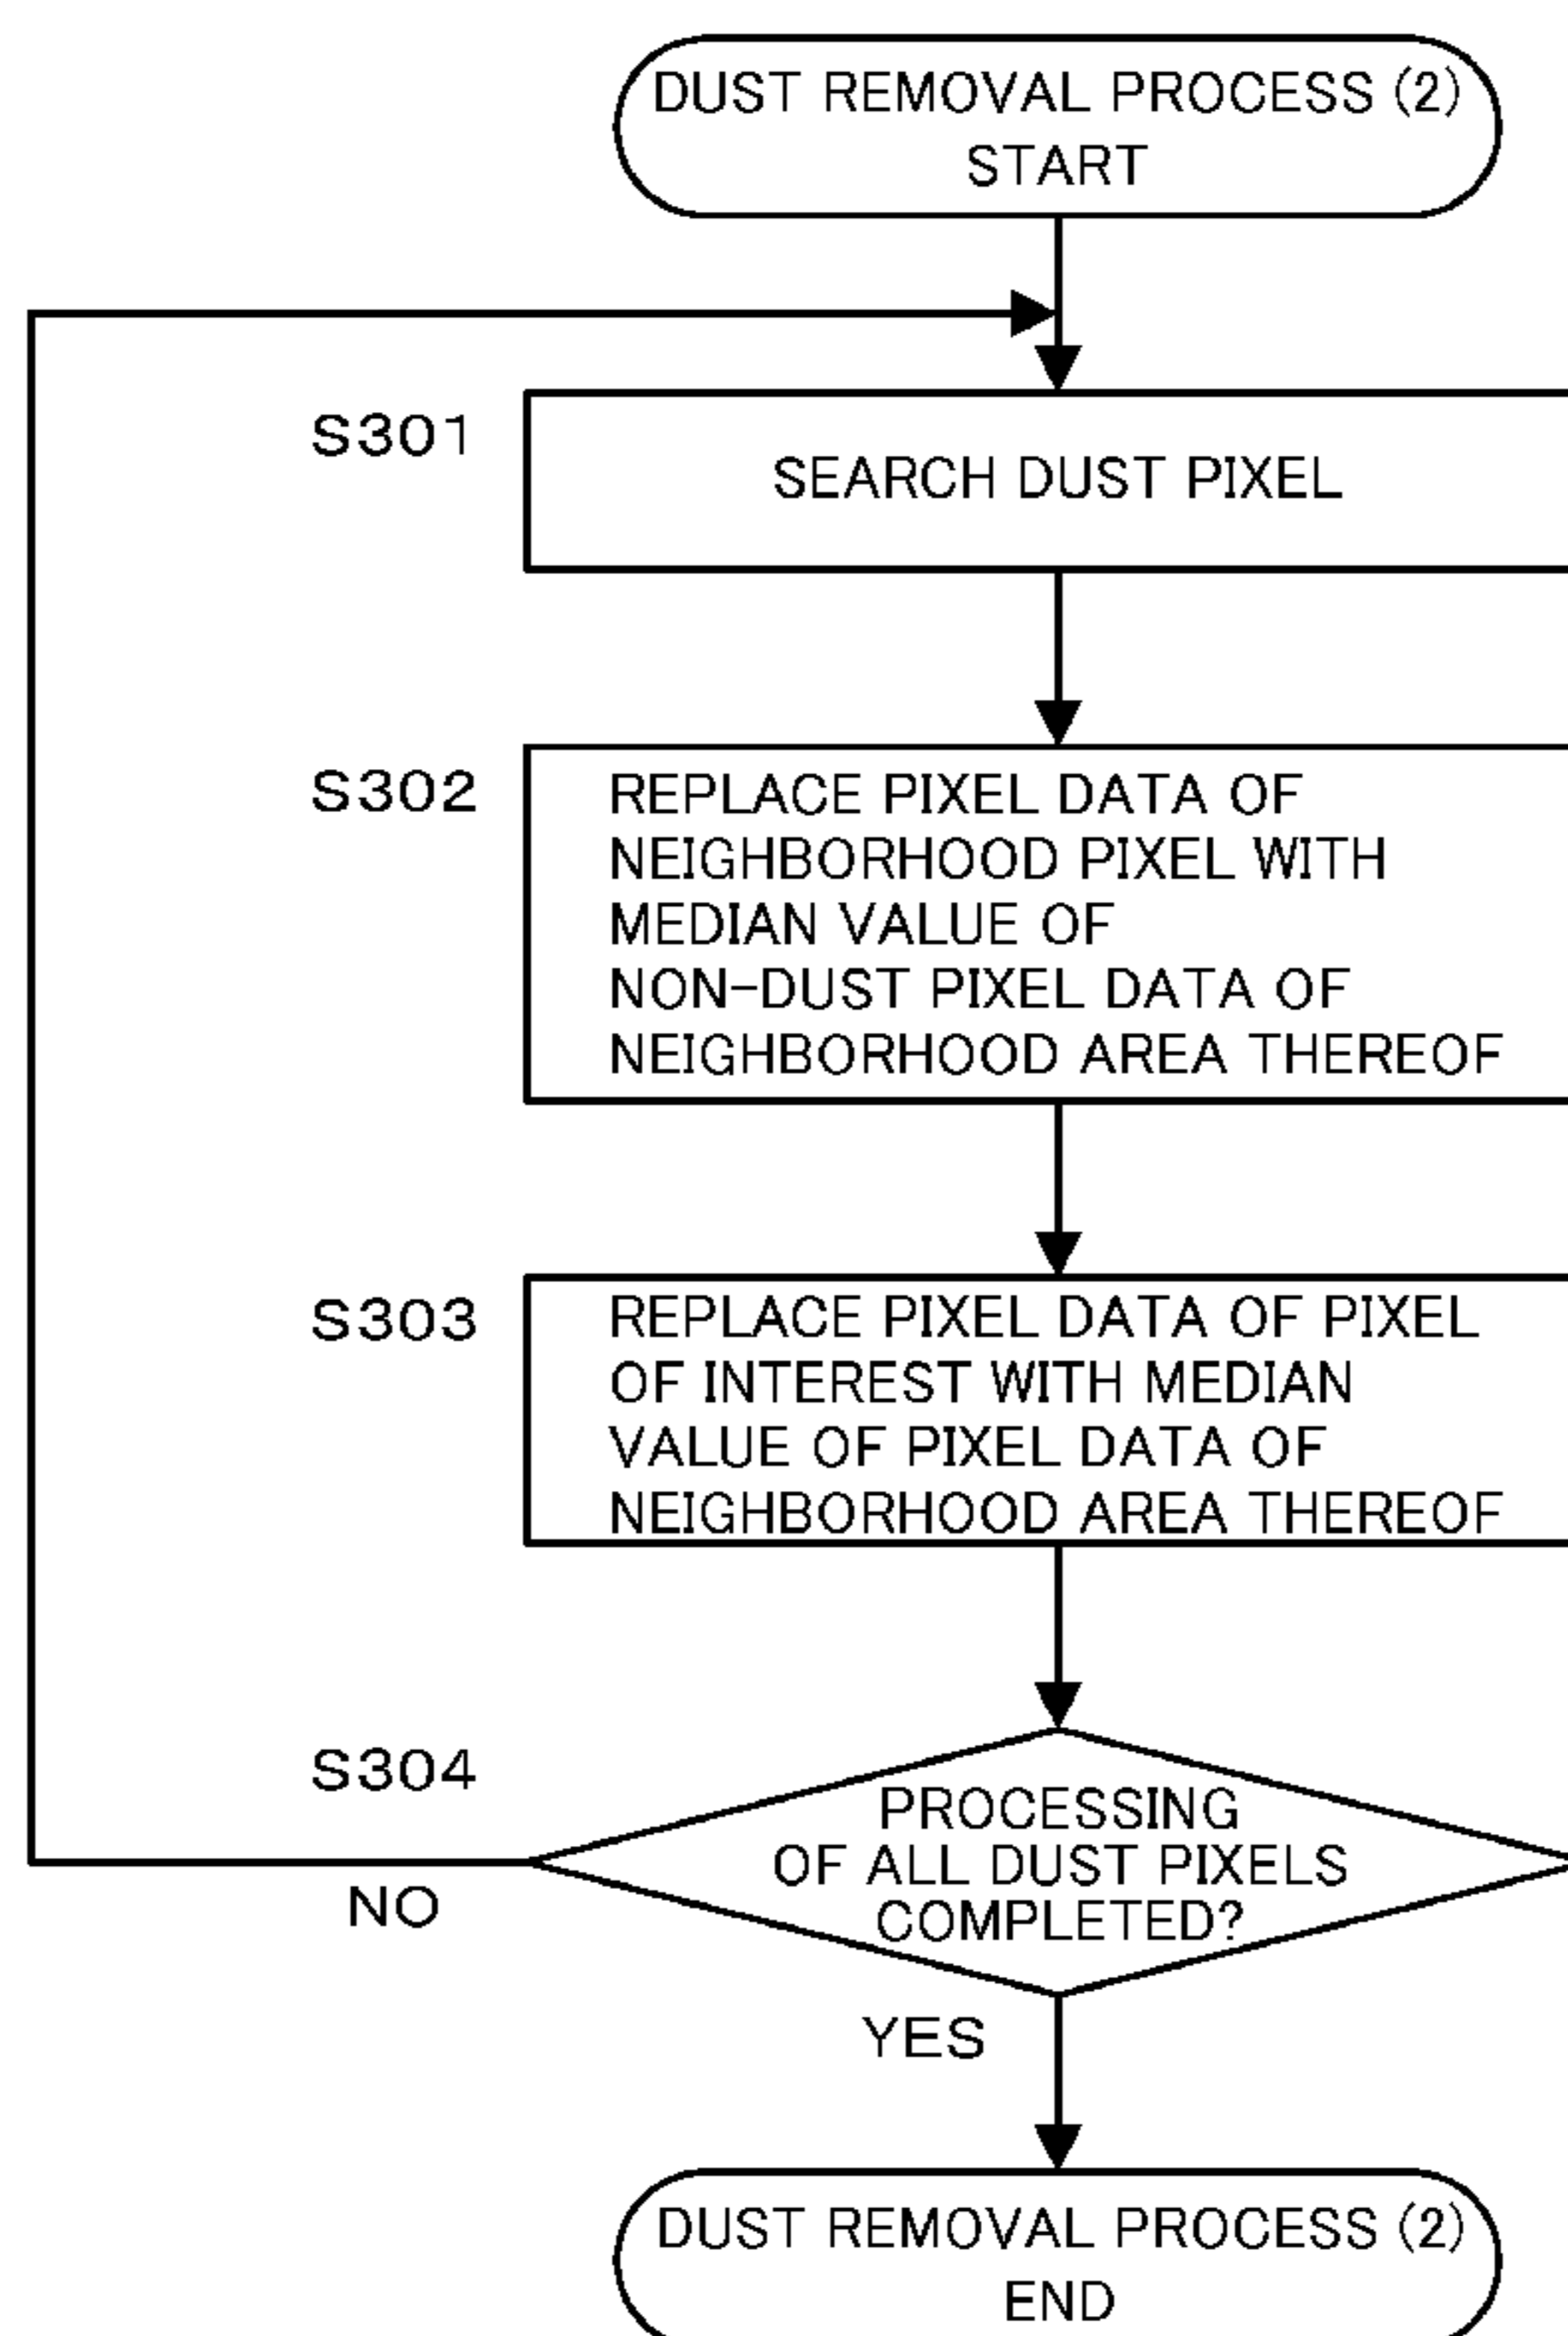 DUST REMOVAL PROCESS (2)
START
S301
SEARCH DUST PIXEL
S302
REPLACE PIXEL DATA OF
NEIGHBORHOOD PIXEL WITH
MEDIAN VALUE OF
NON-DUST PIXEL DATA OF
NEIGHBORHOOD AREA THEREOF
S303
REPLACE PIXEL DATA OF PIXEL
OF INTEREST WITH MEDIAN
VALUE OF PIXEL DATA OF
NEIGHBORHOOD AREA THEREOF
S304
PROCESSING
OF ALL DUST PIXELS
COMPLETED?
NO
YES
DUST REMOVAL PROCESS (2)
END